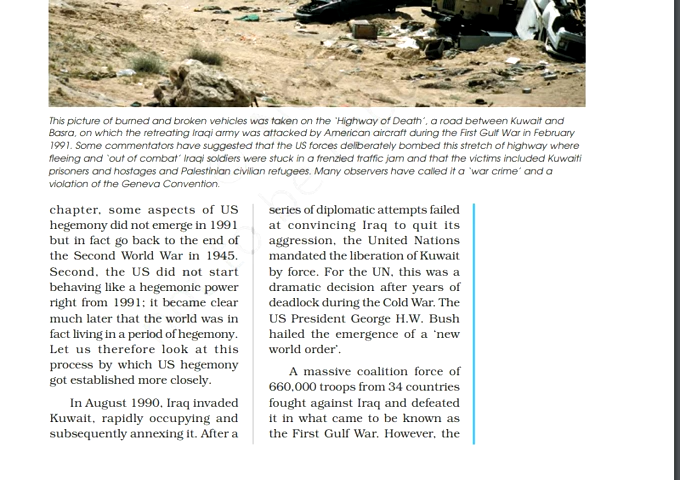 This picture of burned and broken vehicles was taken on the 'Highway of Death', a road between Kuwait and
Basra, on which the retreating Iraqi army was attacked by American aircraft during the First Gulf War in February
1991. Some commentators have suggested that the US forces deliberately bombed this stretch of highway where
fleeing and 'out of combat' Iraqi soldiers were stuck in a frenzied traffic jam and that the victims included Kuwaiti
prisoners and hostages and Palestinian civilian refugees. Many observers have called it a 'war crime' and a
violation of the Geneva Convention.
chapter, some aspects of US
hegemony did not emerge in 1991
but in fact go back to the end of
the Second World War in 1945.
Second, the US did not start
behaving like a hegemonic power
right from 1991; it became clear
much later that the world was in
fact living in a period of hegemony.
Let us therefore look at this
process by which US hegemony
got established more closely.
In August 1990, Iraq invaded
Kuwait, rapidly occupying and
subsequently annexing it. After a
series of diplomatic attempts failed
at convincing Iraq to quit its
aggression, the United Nations
mandated the liberation of Kuwait
by force. For the UN, this was a
dramatic decision after years of
deadlock during the Cold War. The
US President George H.W. Bush
hailed the emergence of a 'new
world order'.
A massive coalition force of
660,000 troops from 34 countries
fought against Iraq and defeated
it in what came to be known as
the First Gulf War. However, the